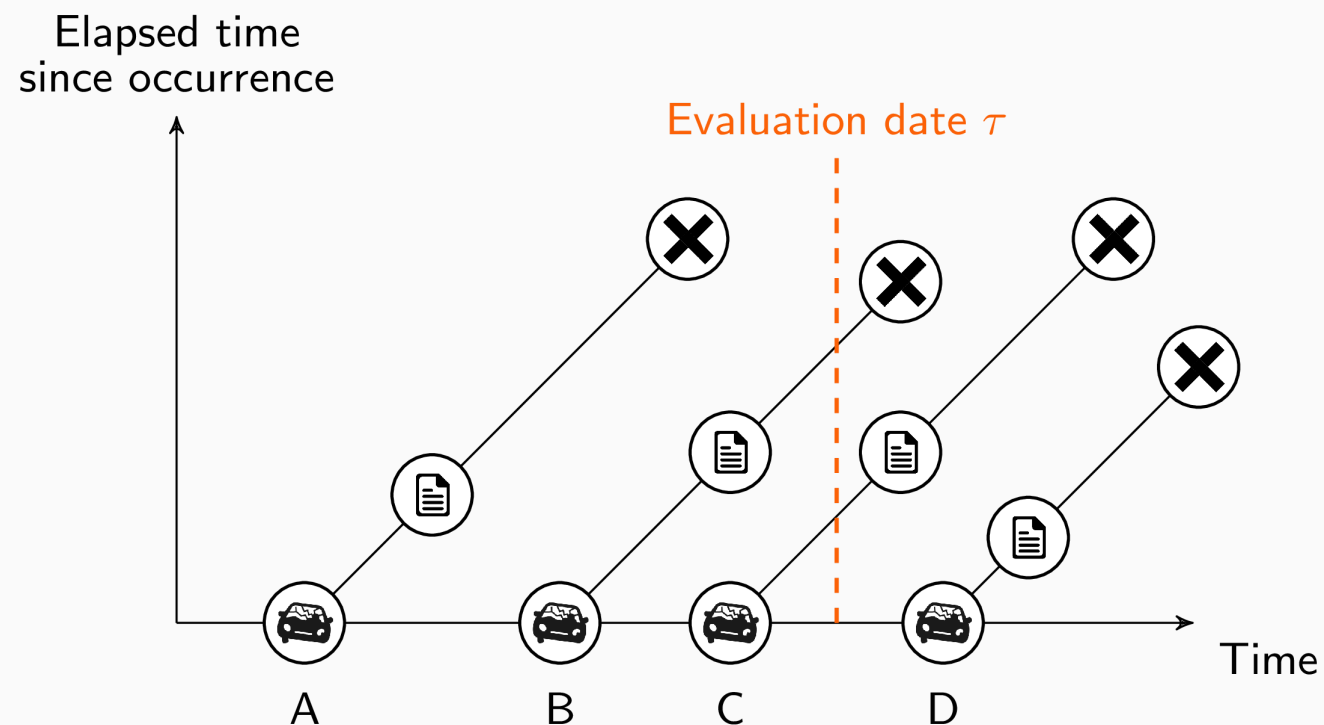 Elapsed time
since occurrence
Evaluation date τ
Time
A
B
C
D